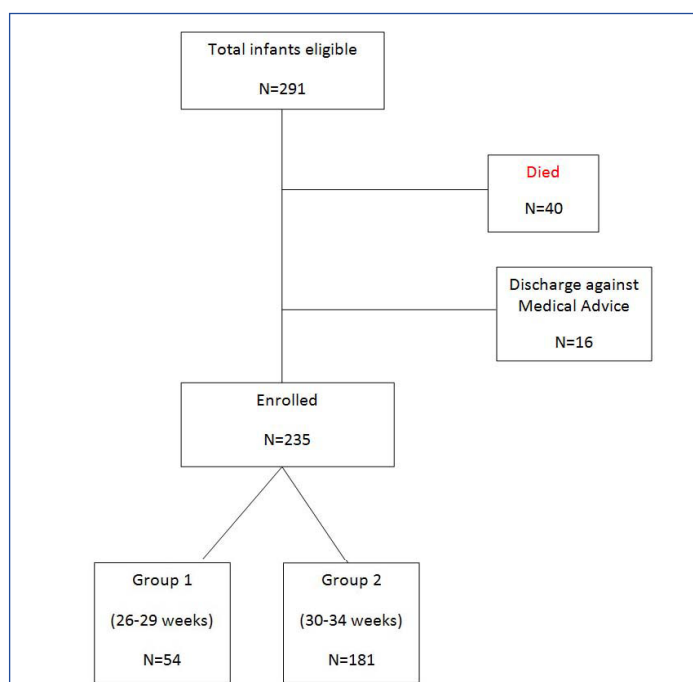 Total infants eligible
N=291
Died
N=40
Discharge against
Medical Advice
N=16
Enrolled
N=235
Group 1
(26-29 weeks)
N=54
Group 2
(30-34 weeks)
N=181